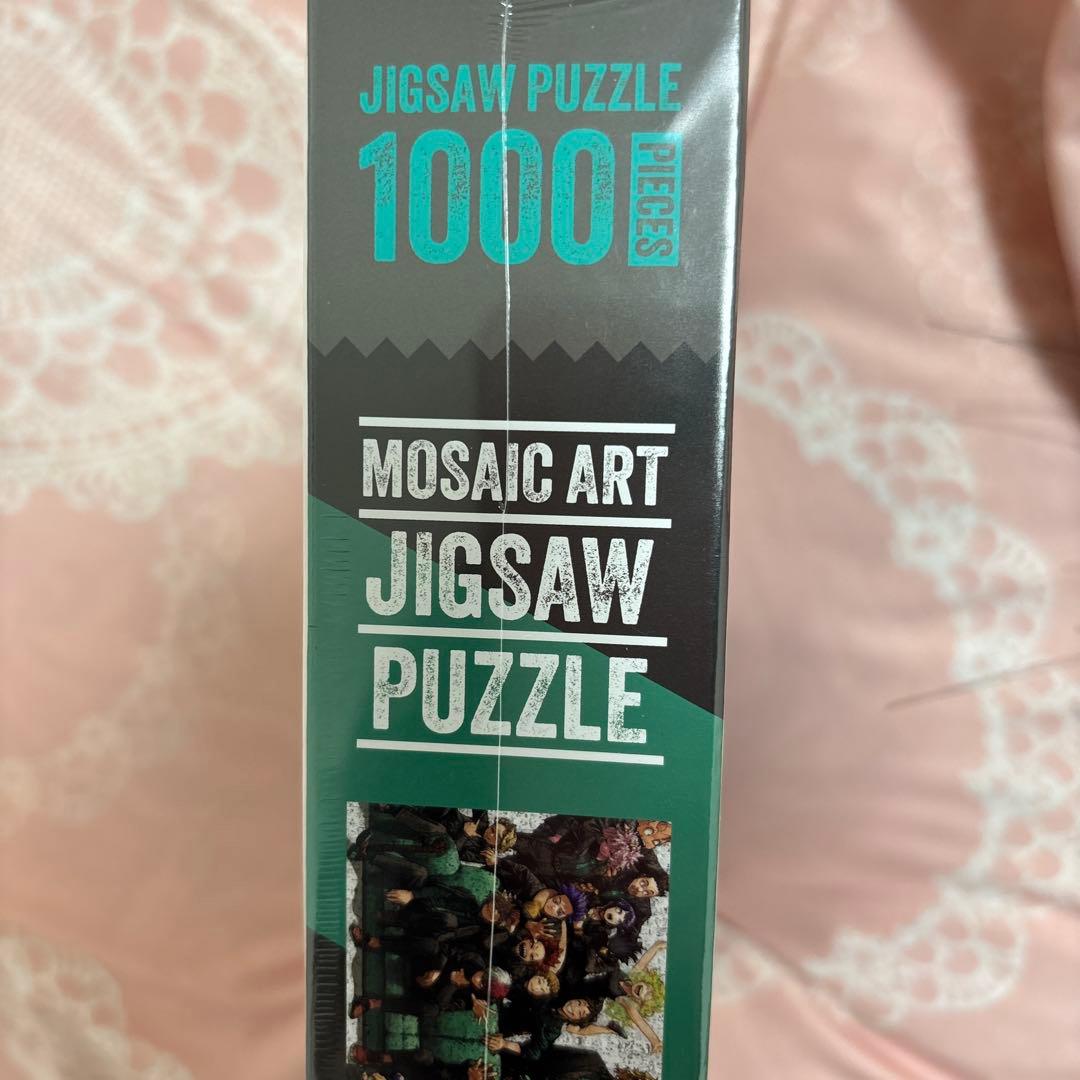 JIGSAW PUZZLE
1000 PIECES
MOSAIC ART
JIGSAW
PUZZLE